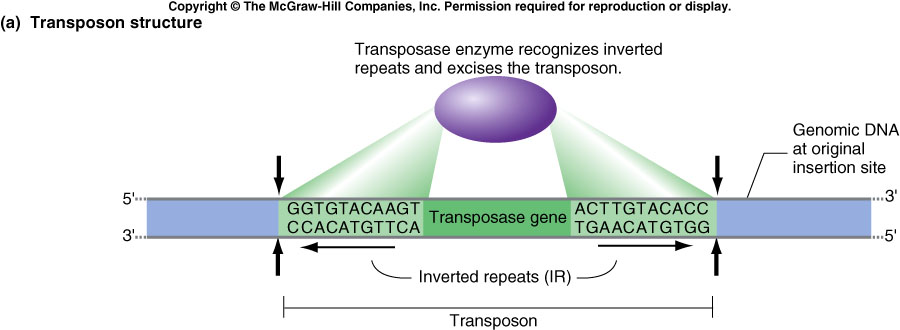 Copyright © The McGraw-Hill Companies, Inc. Permission required for reproduction or display.
(a) Transposon structure
Transposase enzyme recognizes inverted
repeats and excises the transposon.
Genomic DNA
at original
insertion site
5'
3'
GGTGTACAAGT
Transposase gene
ACTTGTACACC
CCACATGTTCA
TGAACATGTGG
3'
5'
Inverted repeats (IR)
Transposon